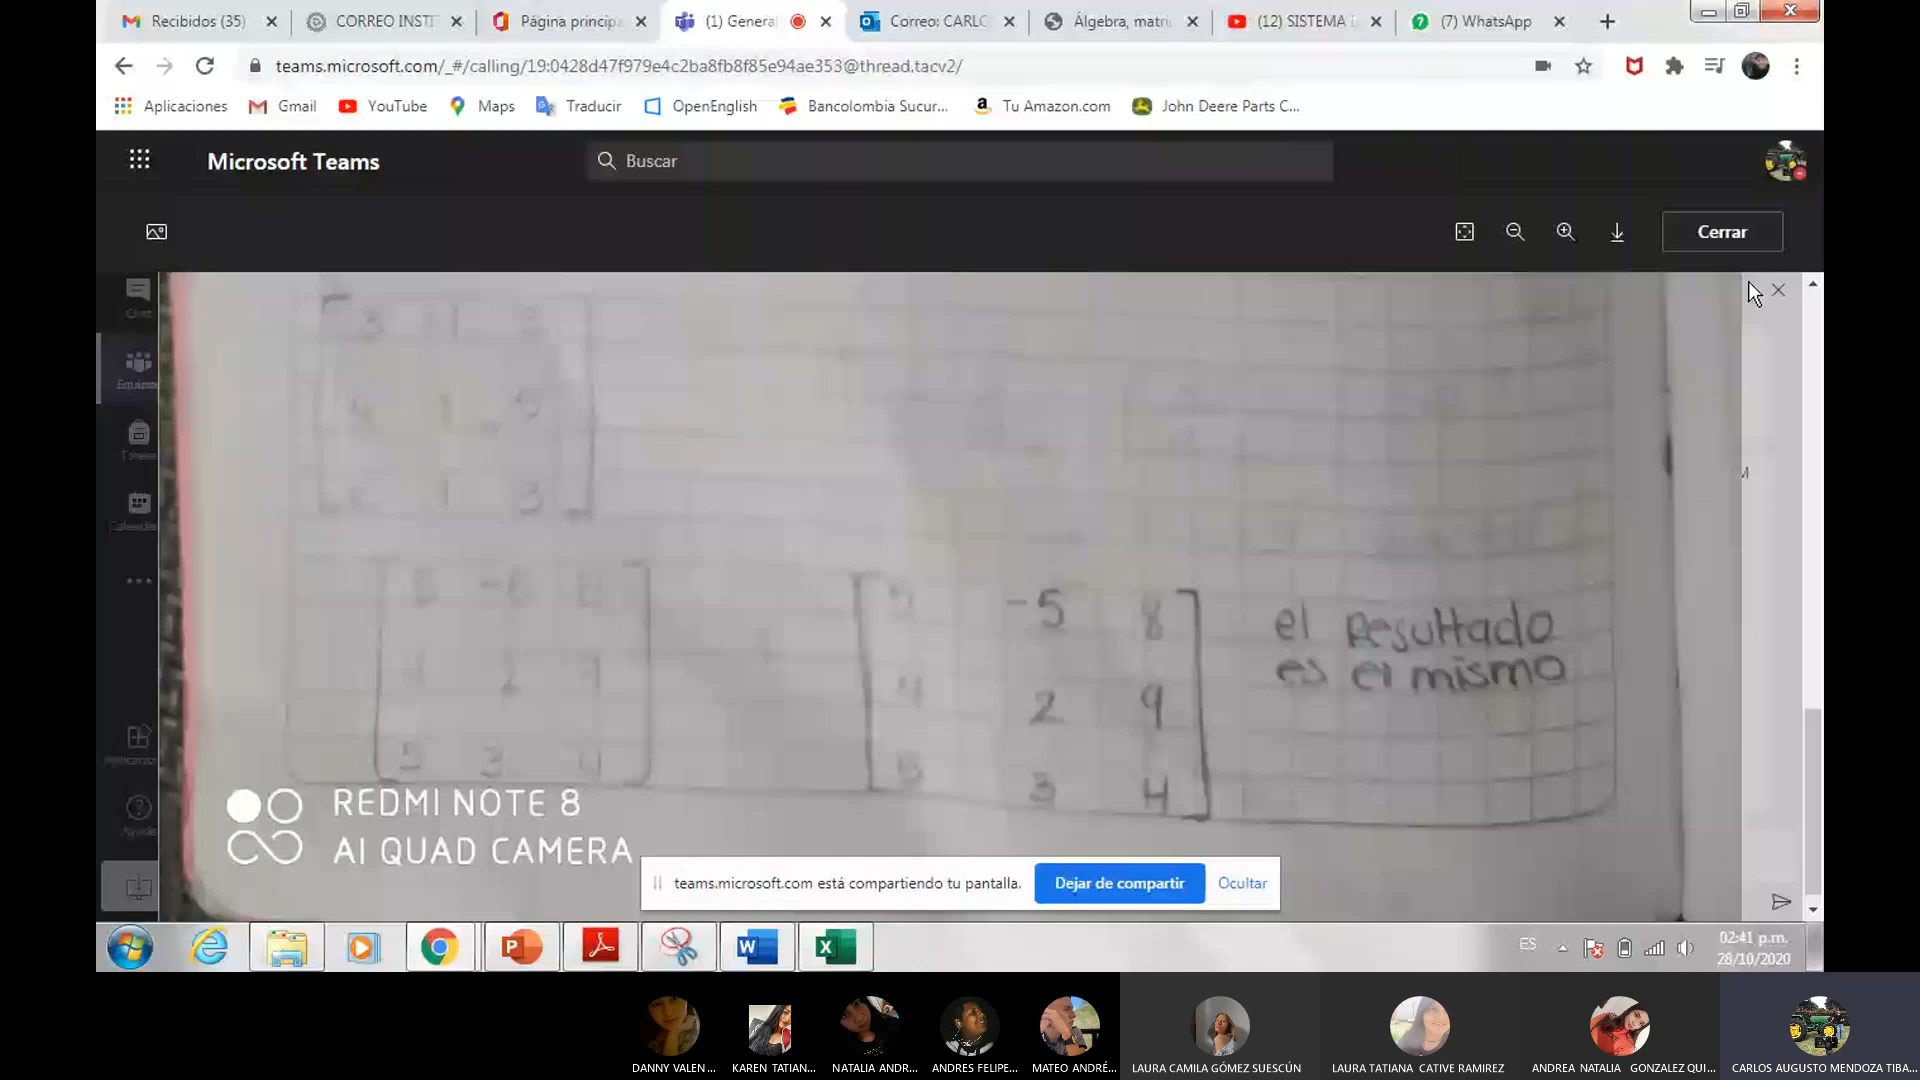 Recibidos (35)
CORREO INSTI
Página principa
(1) Genera
Correo: CARLO
Álgebra, matri
(12) SISTEMA
(7) WhatsApp
teams.microsoft.com/_#/calling/19:0428d47f979e4c2ba8fb8f85e94ae353@thread.tacv2/
Aplicaciones
Gmail
YouTube
Maps
Traducir
OpenEnglish
Bancolombia Sucur...
Tu Amazon.com
John Deere Parts C...
Microsoft Teams
Buscar
Cerrar
Chat
-5 8
2 9
3 4
el Resultado
es el mismo
REDMI NOTE 8
AI QUAD CAMERA
teams.microsoft.com está compartiendo tu pantalla.
Dejar de compartir
Ocultar
ES
02:41 p.m.
28/10/2020
DANNY VALEN...
KAREN TATIAN...
NATALIA ANDR...
ANDRES FELIPE...
MATEO ANDRÉ...
LAURA CAMILA GÓMEZ SUESCÚN
LAURA TATIANA CATIVE RAMIREZ
ANDREA NATALIA GONZALEZ QUI...
CARLOS AUGUSTO MENDOZA TIBA...